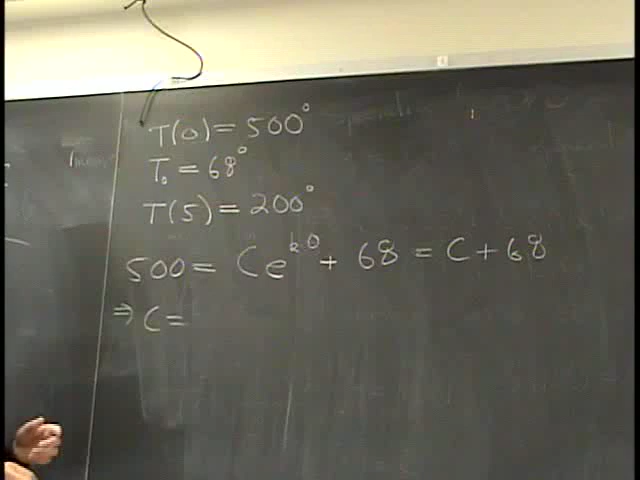 T(0) = 500°
T₀ = 68°
T(5) = 200°
500 = Ce^{k0} + 68 = C + 68
⇒ C =